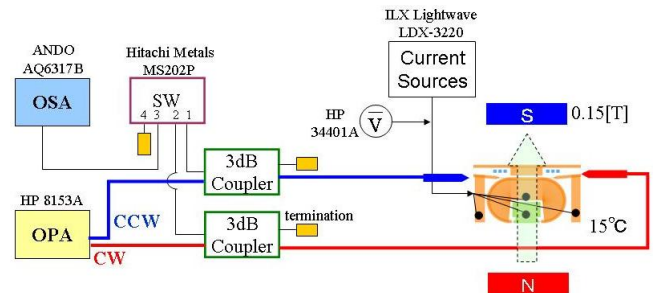 ILX Lightwave
LDX-3220
ANDO
AQ6317B
Hitachi Metals
MS202P
Current
Sources
OSA
SW
4 3 2 1
HP
34401A
V
S
0.15[T]
3dB
Coupler
HP 8153A
CCW
OPA
CW
3dB
Coupler
termination
15℃
N